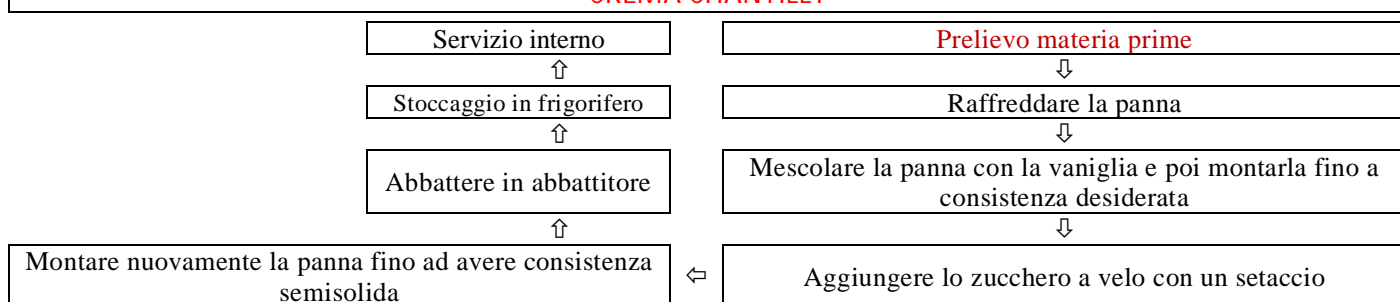 CREMA CHANTILLY
Servizio interno
Prelievo materia prime
⇧
⇩
Stoccaggio in frigorifero
Raffreddare la panna
⇧
⇩
Abbattere in abbattitore
Mescolare la panna con la vaniglia e poi montarla fino a
consistenza desiderata
⇧
⇩
Montare nuovamente la panna fino ad avere consistenza
semisolida
⇦
Aggiungere lo zucchero a velo con un setaccio